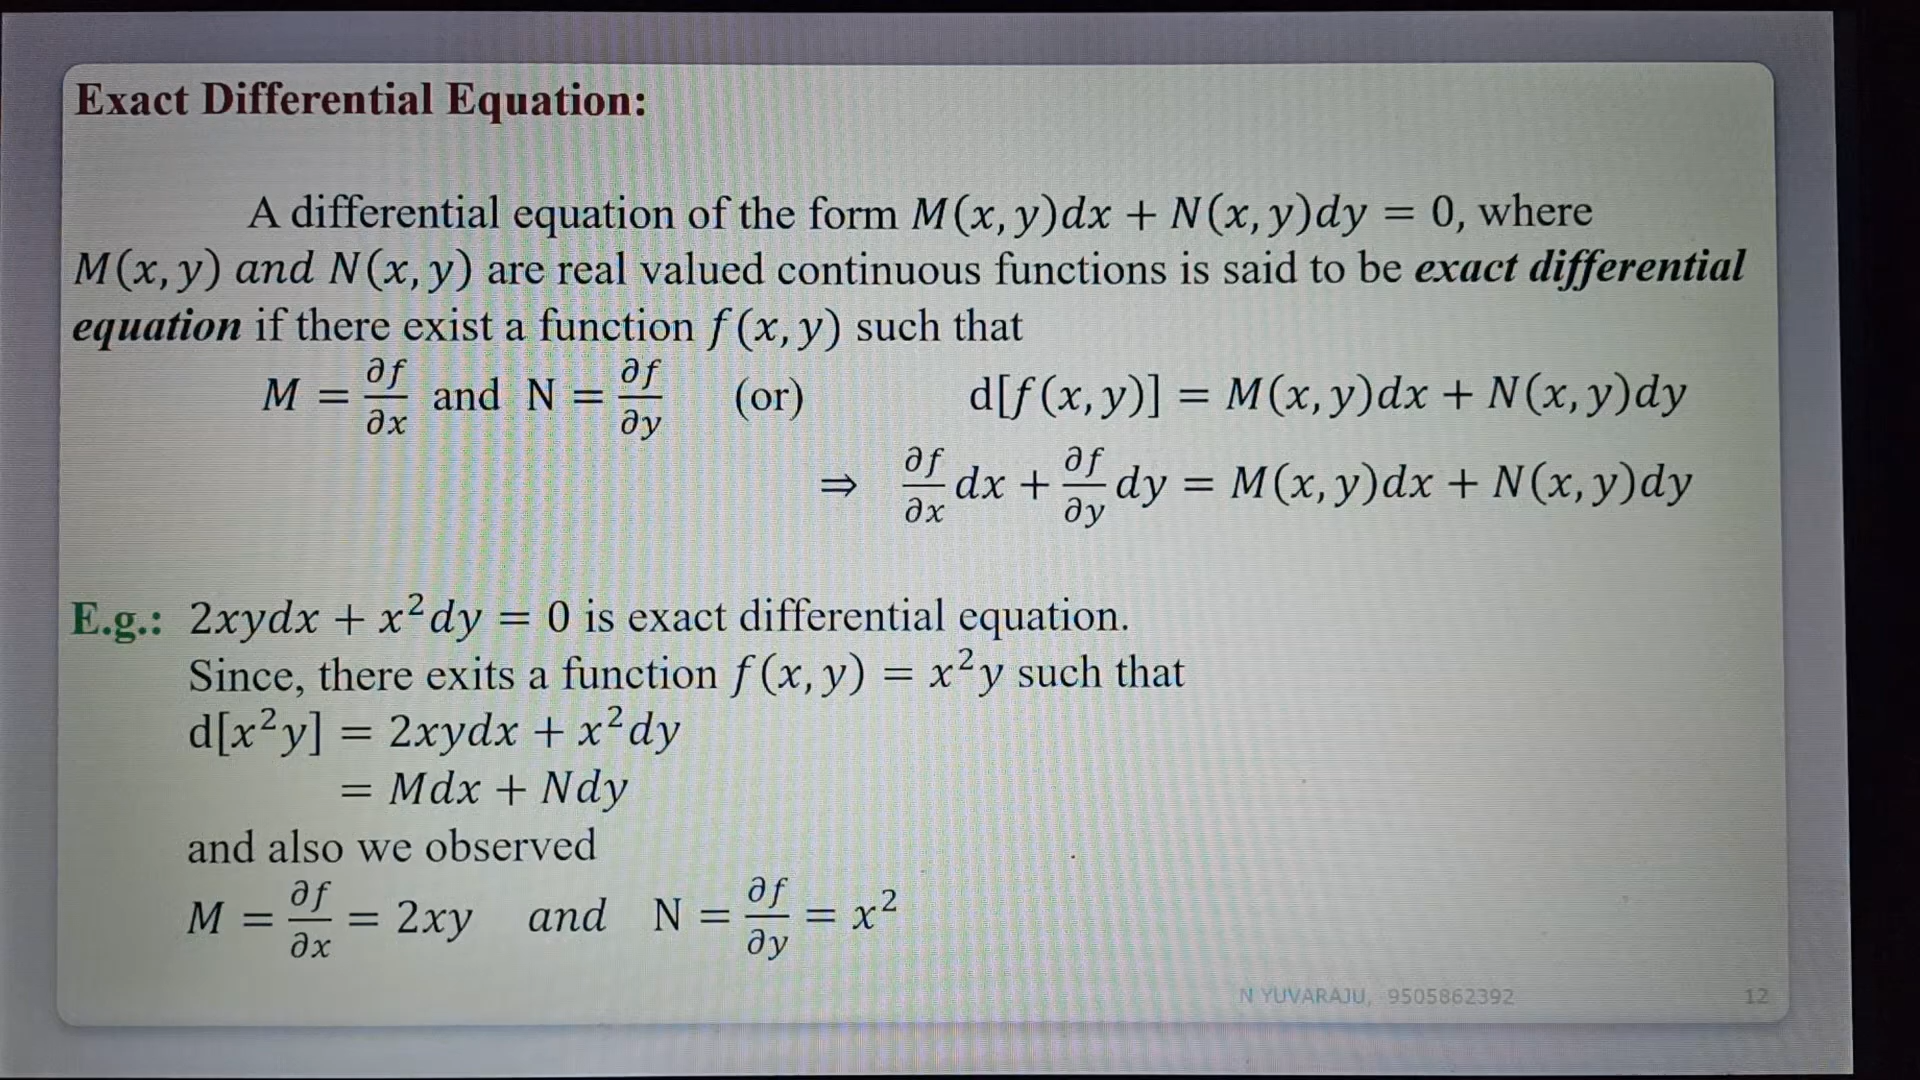 Exact Differential Equation:
A differential equation of the form M(x, y)dx + N(x, y)dy = 0, where
M(x, y) and N(x, y) are real valued continuous functions is said to be exact differential
equation if there exist a function f(x, y) such that
M = ∂f/∂x and N = ∂f/∂y (or) d[f(x, y)] = M(x, y)dx + N(x, y)dy
⇒ ∂f/∂x dx + ∂f/∂y dy = M(x, y)dx + N(x, y)dy
E.g.: 2xydx + x²dy = 0 is exact differential equation.
Since, there exits a function f(x, y) = x²y such that
d[x²y] = 2xydx + x²dy
= Mdx + Ndy
and also we observed
M = ∂f/∂x = 2xy and N = ∂f/∂y = x²
N YUVARAJU, 9505862392 12